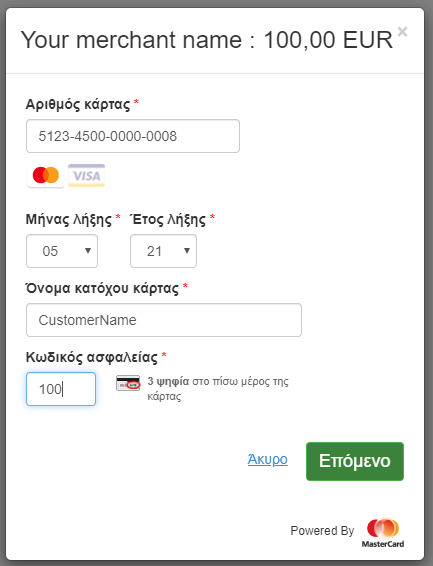 Your merchant name : 100,00 EUR ×
Αριθμός κάρτας *
5123-4500-0000-0008
VISA
Μήνας λήξης * Έτος λήξης *
05 21
Όνομα κατόχου κάρτας *
CustomerName
Κωδικός ασφαλείας *
100
3 ψηφία στο πίσω μέρος της
κάρτας
Άκυρο Επόμενο
Powered By MasterCard